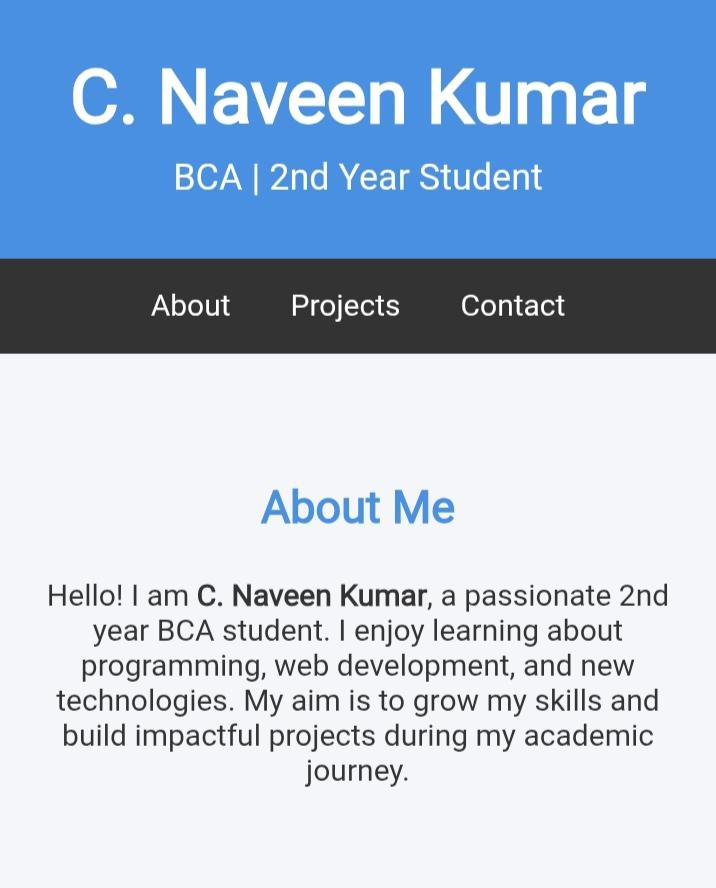 C. Naveen Kumar
BCA | 2nd Year Student
About Projects Contact
About Me
Hello! I am C. Naveen Kumar, a passionate 2nd
year BCA student. I enjoy learning about
programming, web development, and new
technologies. My aim is to grow my skills and
build impactful projects during my academic
journey.